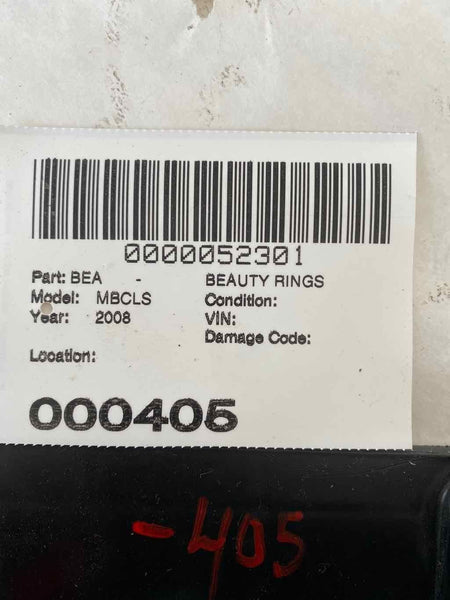 0000052301
Part: BEA - BEAUTY RINGS
Model: MBCLS Condition:
Year: 2008 VIN:
Damage Code:
Location:
000405
-405